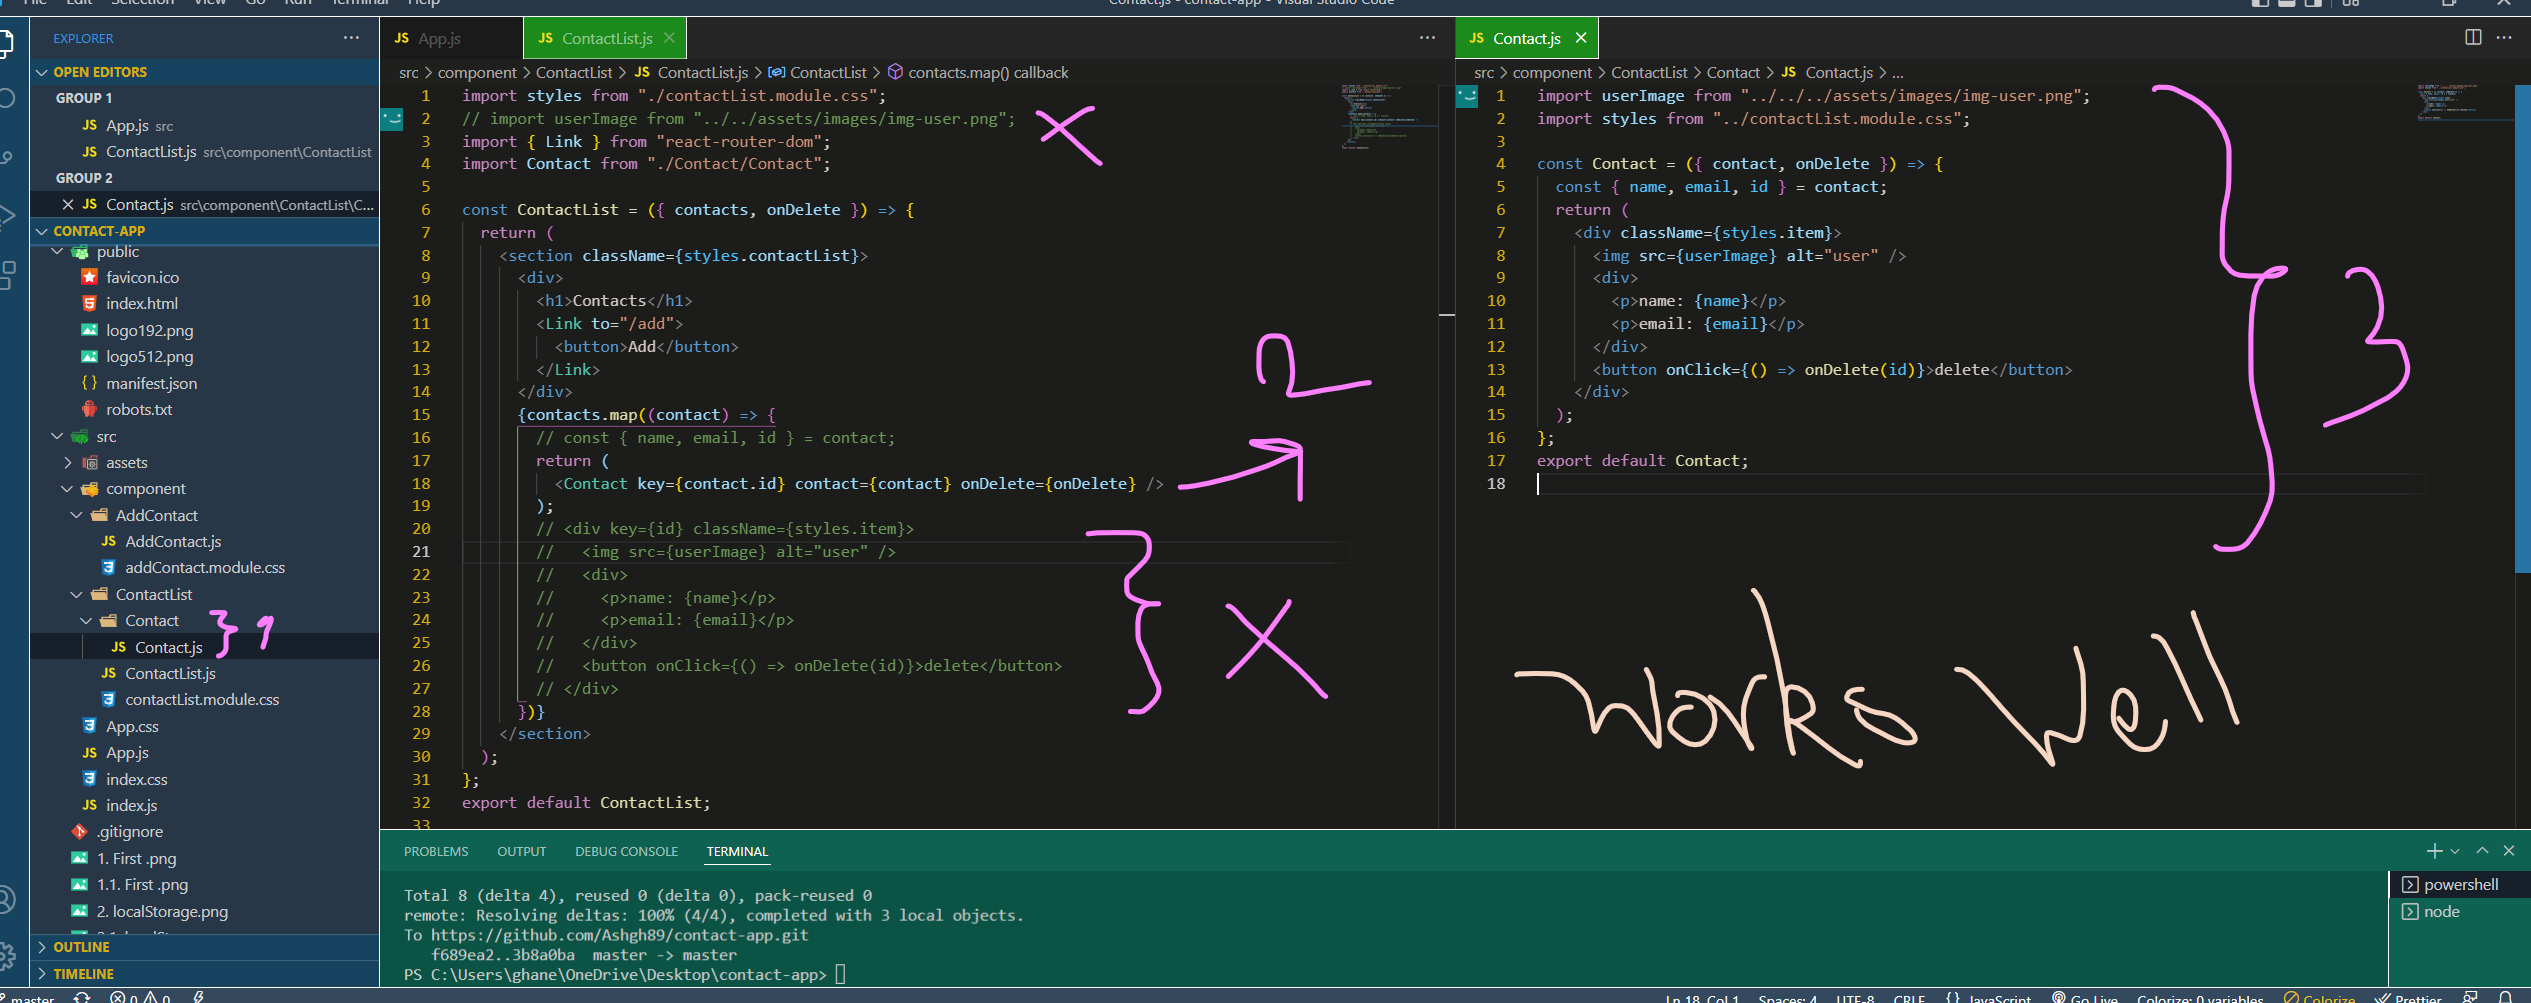 File Edit Selection View Go Run Terminal Help
Contact.js - contact-app - Visual Studio Code
EXPLORER
OPEN EDITORS
GROUP 1
App.js src
ContactList.js src\component\ContactList
GROUP 2
Contact.js src\component\ContactList\C...
CONTACT-APP
public
favicon.ico
index.html
logo192.png
logo512.png
manifest.json
robots.txt
src
assets
component
AddContact
AddContact.js
addContact.module.css
ContactList
Contact
Contact.js
} 1
ContactList.js
contactList.module.css
App.css
App.js
index.css
index.js
.gitignore
1. First .png
1.1. First .png
2. localStorage.png
OUTLINE
TIMELINE
App.js
ContactList.js
src > component > ContactList > JS ContactList.js > ContactList > contacts.map() callback
1 import styles from "./contactList.module.css";
2 // import userImage from "../../assets/images/img-user.png";
X
3 import { Link } from "react-router-dom";
4 import Contact from "./Contact/Contact";
5
6 const ContactList = ({ contacts, onDelete }) => {
7 return (
8 <section className={styles.contactList}>
9 <div>
10 <h1>Contacts</h1>
11 <Link to="/add">
12 <button>Add</button>
13 </Link>
14 </div>
15 {contacts.map((contact) => {
16 // const { name, email, id } = contact;
17 return (
18 <Contact key={contact.id} contact={contact} onDelete={onDelete} />
2
19 );
20 // <div key={id} className={styles.item}>
21 // <img src={userImage} alt="user" />
22 // <div>
23 // <p>name: {name}</p>
24 // <p>email: {email}</p>
25 // </div>
26 // <button onClick={() => onDelete(id)}>delete</button>
27 // </div>
} X
28 })}
29 </section>
30 );
31 };
32 export default ContactList;
33
Contact.js
src > component > ContactList > Contact > JS Contact.js > ...
1 import userImage from "../../../assets/images/img-user.png";
2 import styles from "../contactList.module.css";
3
4 const Contact = ({ contact, onDelete }) => {
5 const { name, email, id } = contact;
6 return (
7 <div className={styles.item}>
8 <img src={userImage} alt="user" />
9 <div>
10 <p>name: {name}</p>
11 <p>email: {email}</p>
12 </div>
13 <button onClick={() => onDelete(id)}>delete</button>
14 </div>
15 );
16 };
17 export default Contact;
18
3
Works Well
PROBLEMS OUTPUT DEBUG CONSOLE TERMINAL
Total 8 (delta 4), reused 0 (delta 0), pack-reused 0
remote: Resolving deltas: 100% (4/4), completed with 3 local objects.
To https://github.com/Ashgh89/contact-app.git
f689ea2..3b8a0ba master -> master
PS C:\Users\ghane\OneDrive\Desktop\contact-app>
powershell
node
master 0 0
Ln 18, Col 1 Spaces: 4 UTF-8 CRLF {} JavaScript Go Live Colorize: 0 variables Colorize Prettier